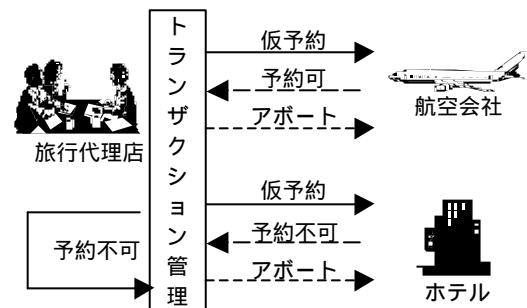 トランザクション管理
仮予約
予約可
アボート
航空会社
旅行代理店
仮予約
予約不可
予約不可
アボート
ホテル